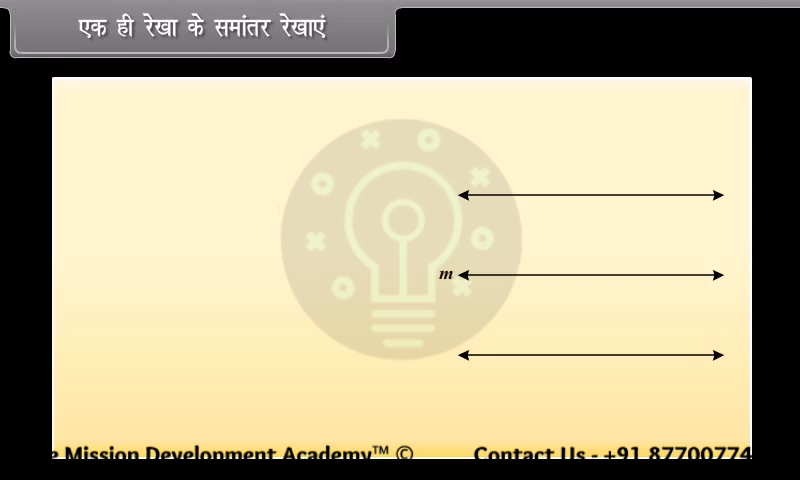 एक ही रेखा के समांतर रेखाएं
m
Mission Development Academy™ © Contact Us - +91 87700774